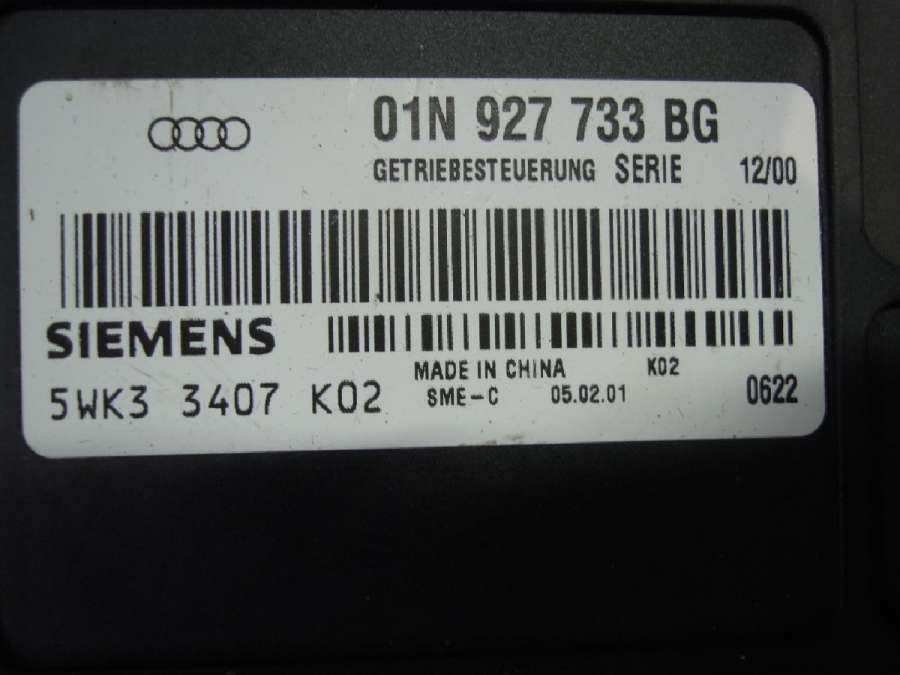 01N 927 733 BG
GETRIEBESTEUERUNG SERIE 12/00
SIEMENS
MADE IN CHINA K02
5WK3 3407 K02 SME-C 05.02.01 0622